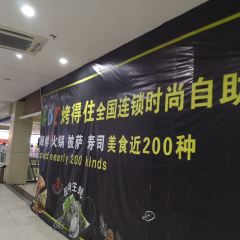 烤得住全国连锁时尚自助
火锅 披萨 寿司 美食近200种
nearly 200 kinds